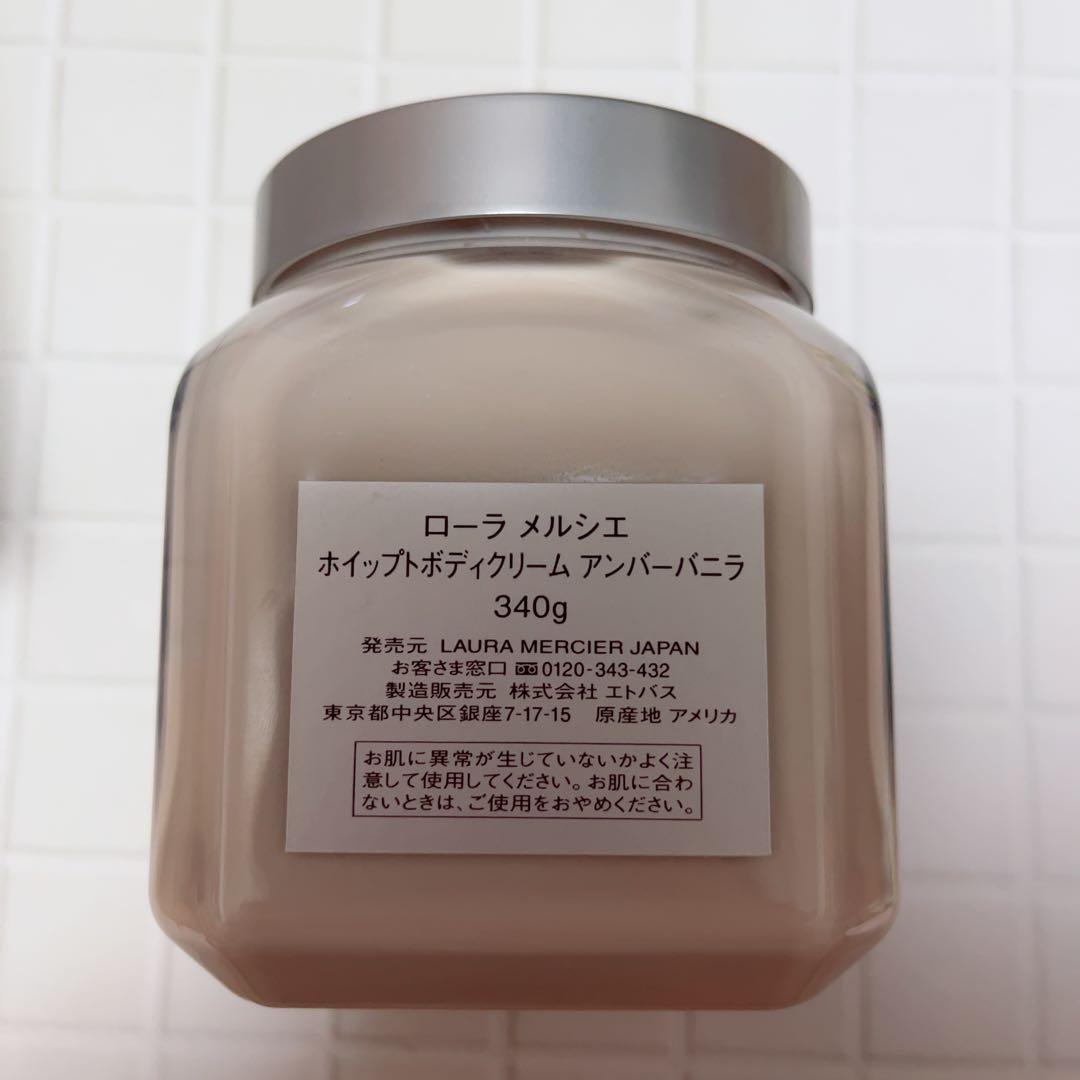 ローラ メルシエ
ホイップトボディクリーム アンバーバニラ
340g
発売元 LAURA MERCIER JAPAN
お客さま窓口 0120-343-432
製造販売元 株式会社 エトバス
東京都中央区銀座7-17-15 原産地 アメリカ
お肌に異常が生じていないかよく注
意して使用してください。お肌に合わ
ないときは、ご使用をおやめください。